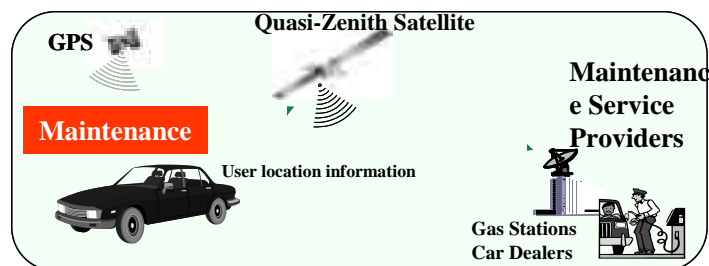 Quasi-Zenith Satellite
GPS
Maintenanc
e Service
Providers
Maintenance
User location information
Gas Stations
Car Dealers